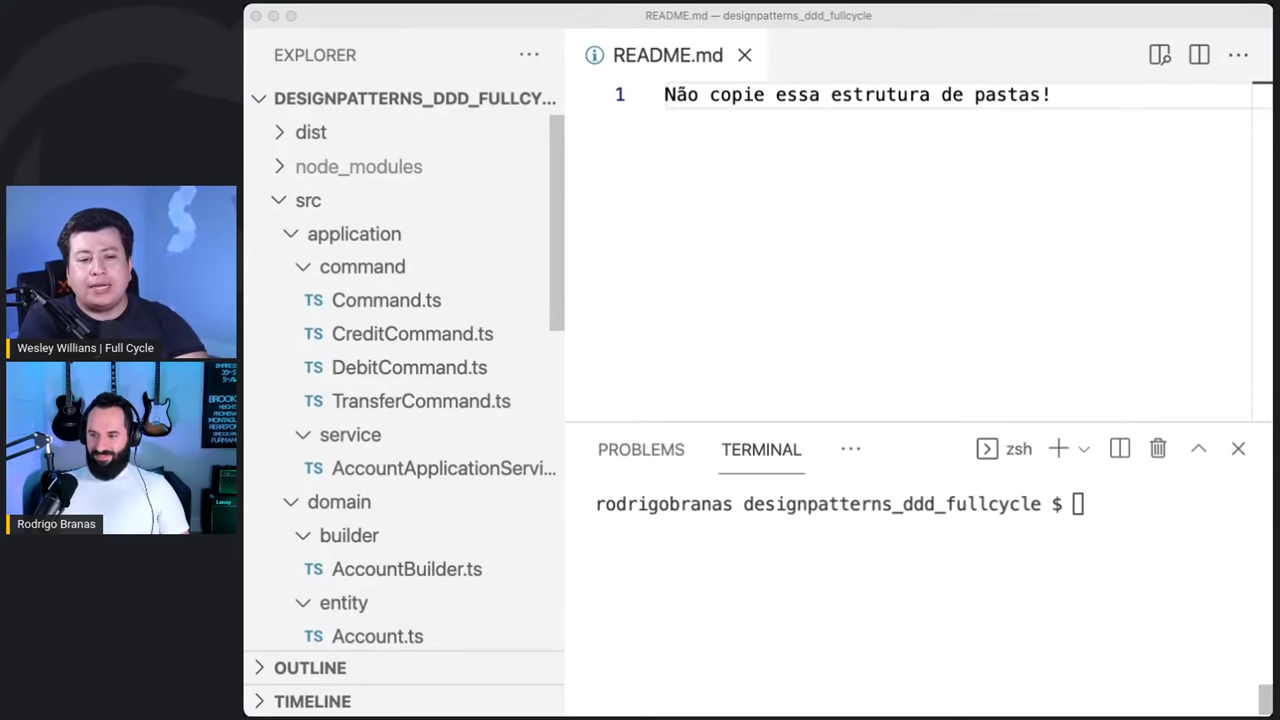 README.md — designpatterns_ddd_fullcycle
EXPLORER
DESIGNPATTERNS_DDD_FULLCY...
dist
node_modules
src
application
command
TS Command.ts
TS CreditCommand.ts
TS DebitCommand.ts
TS TransferCommand.ts
service
TS AccountApplicationServi...
domain
builder
TS AccountBuilder.ts
entity
TS Account.ts
OUTLINE
TIMELINE
README.md
1 Não copie essa estrutura de pastas!
PROBLEMS TERMINAL
zsh
rodrigobranas designpatterns_ddd_fullcycle $
Wesley Willians | Full Cycle
Rodrigo Branas